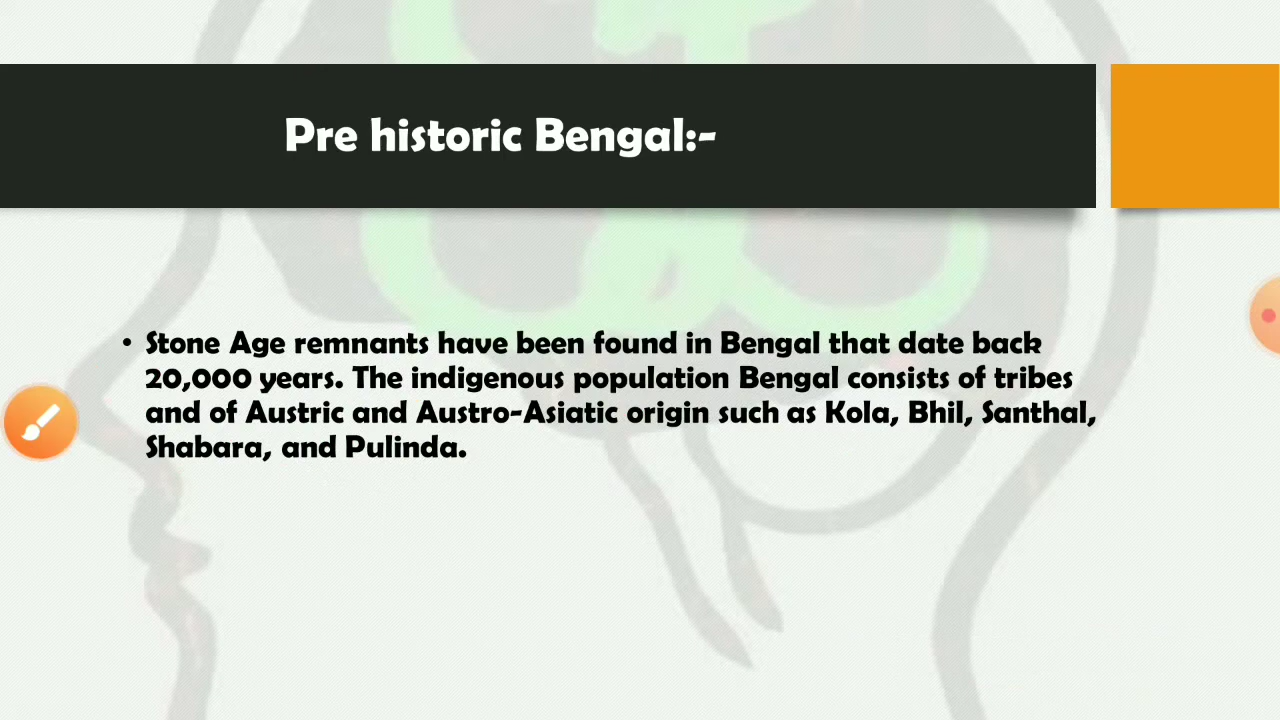 Pre historic Bengal:-
• Stone Age remnants have been found in Bengal that date back
20,000 years. The indigenous population Bengal consists of tribes
and of Austric and Austro-Asiatic origin such as Kola, Bhil, Santhal,
Shabara, and Pulinda.